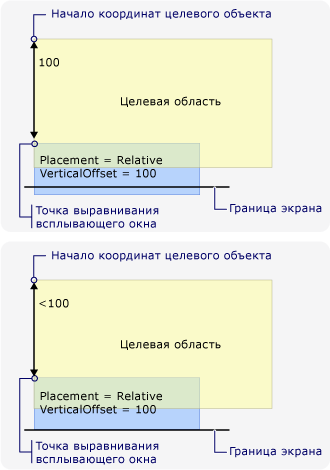 Начало координат целевого объекта
100
Целевая область
Placement = Relative
VerticalOffset = 100
Граница экрана
Точка выравнивания
всплывающего окна
Начало координат целевого объекта
<100
Целевая область
Placement = Relative
VerticalOffset = 100
Точка выравнивания
всплывающего окна
Граница экрана